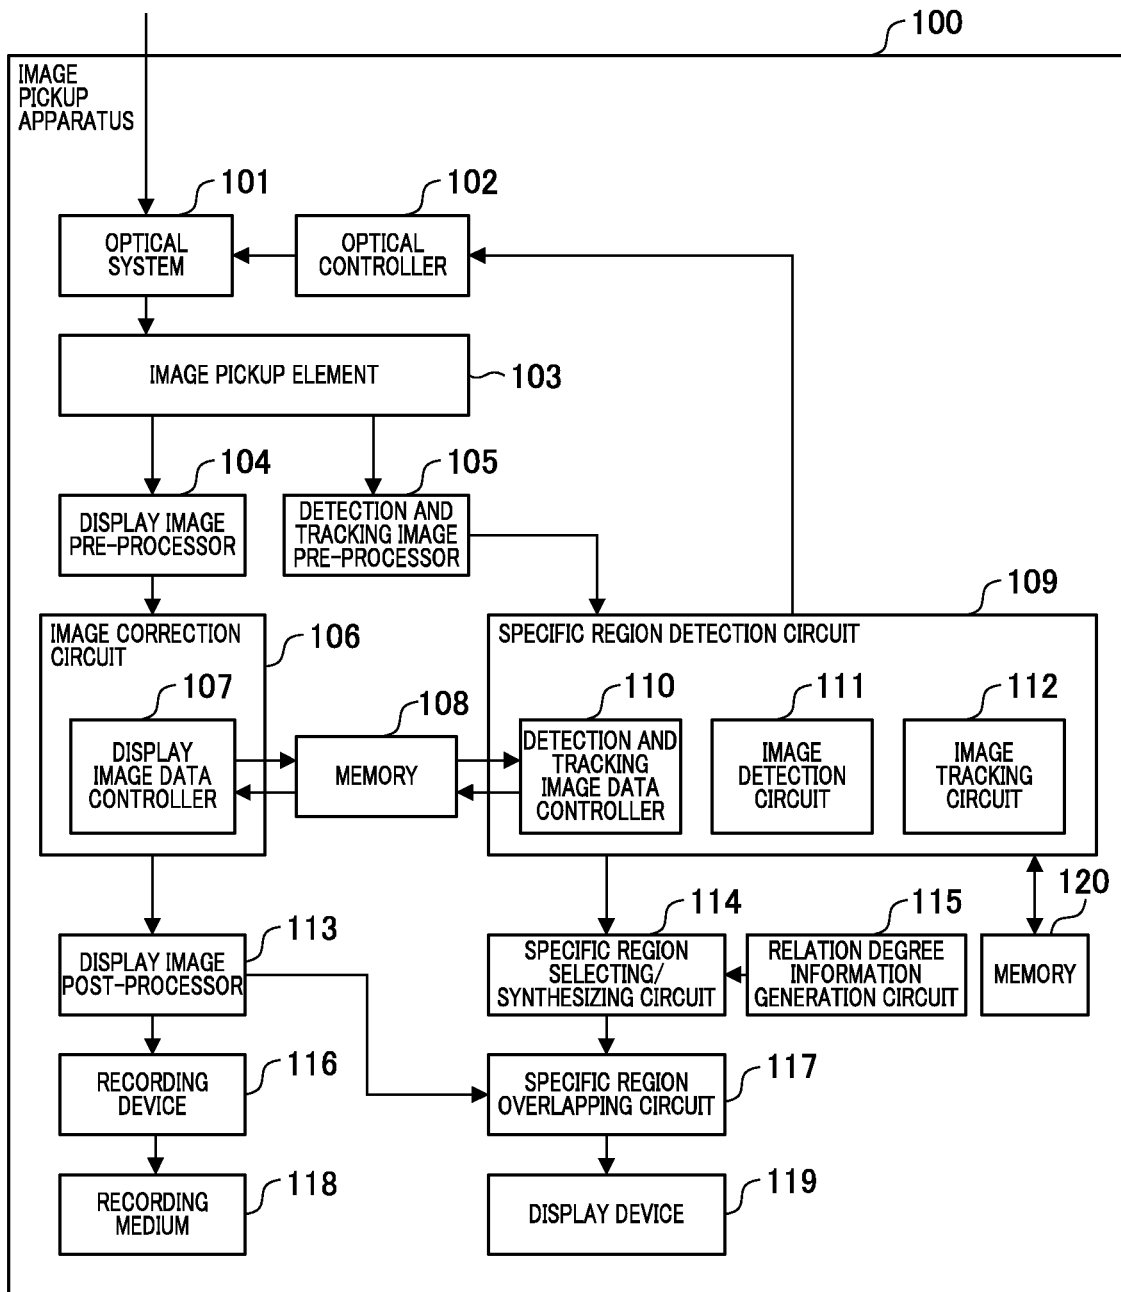 100
IMAGE
PICKUP
APPARATUS
101
102
OPTICAL
SYSTEM
OPTICAL
CONTROLLER
IMAGE PICKUP ELEMENT
103
104
105
DISPLAY IMAGE
PRE-PROCESSOR
DETECTION AND
TRACKING IMAGE
PRE-PROCESSOR
109
IMAGE CORRECTION
CIRCUIT
106
SPECIFIC REGION DETECTION CIRCUIT
107
108
110
111
112
DISPLAY
IMAGE DATA
CONTROLLER
MEMORY
DETECTION AND
TRACKING
IMAGE DATA
CONTROLLER
IMAGE
DETECTION
CIRCUIT
IMAGE
TRACKING
CIRCUIT
113
114
115
120
DISPLAY IMAGE
POST-PROCESSOR
SPECIFIC REGION
SELECTING/
SYNTHESIZING CIRCUIT
RELATION DEGREE
INFORMATION
GENERATION CIRCUIT
MEMORY
116
117
RECORDING
DEVICE
SPECIFIC REGION
OVERLAPPING CIRCUIT
118
119
RECORDING
MEDIUM
DISPLAY DEVICE